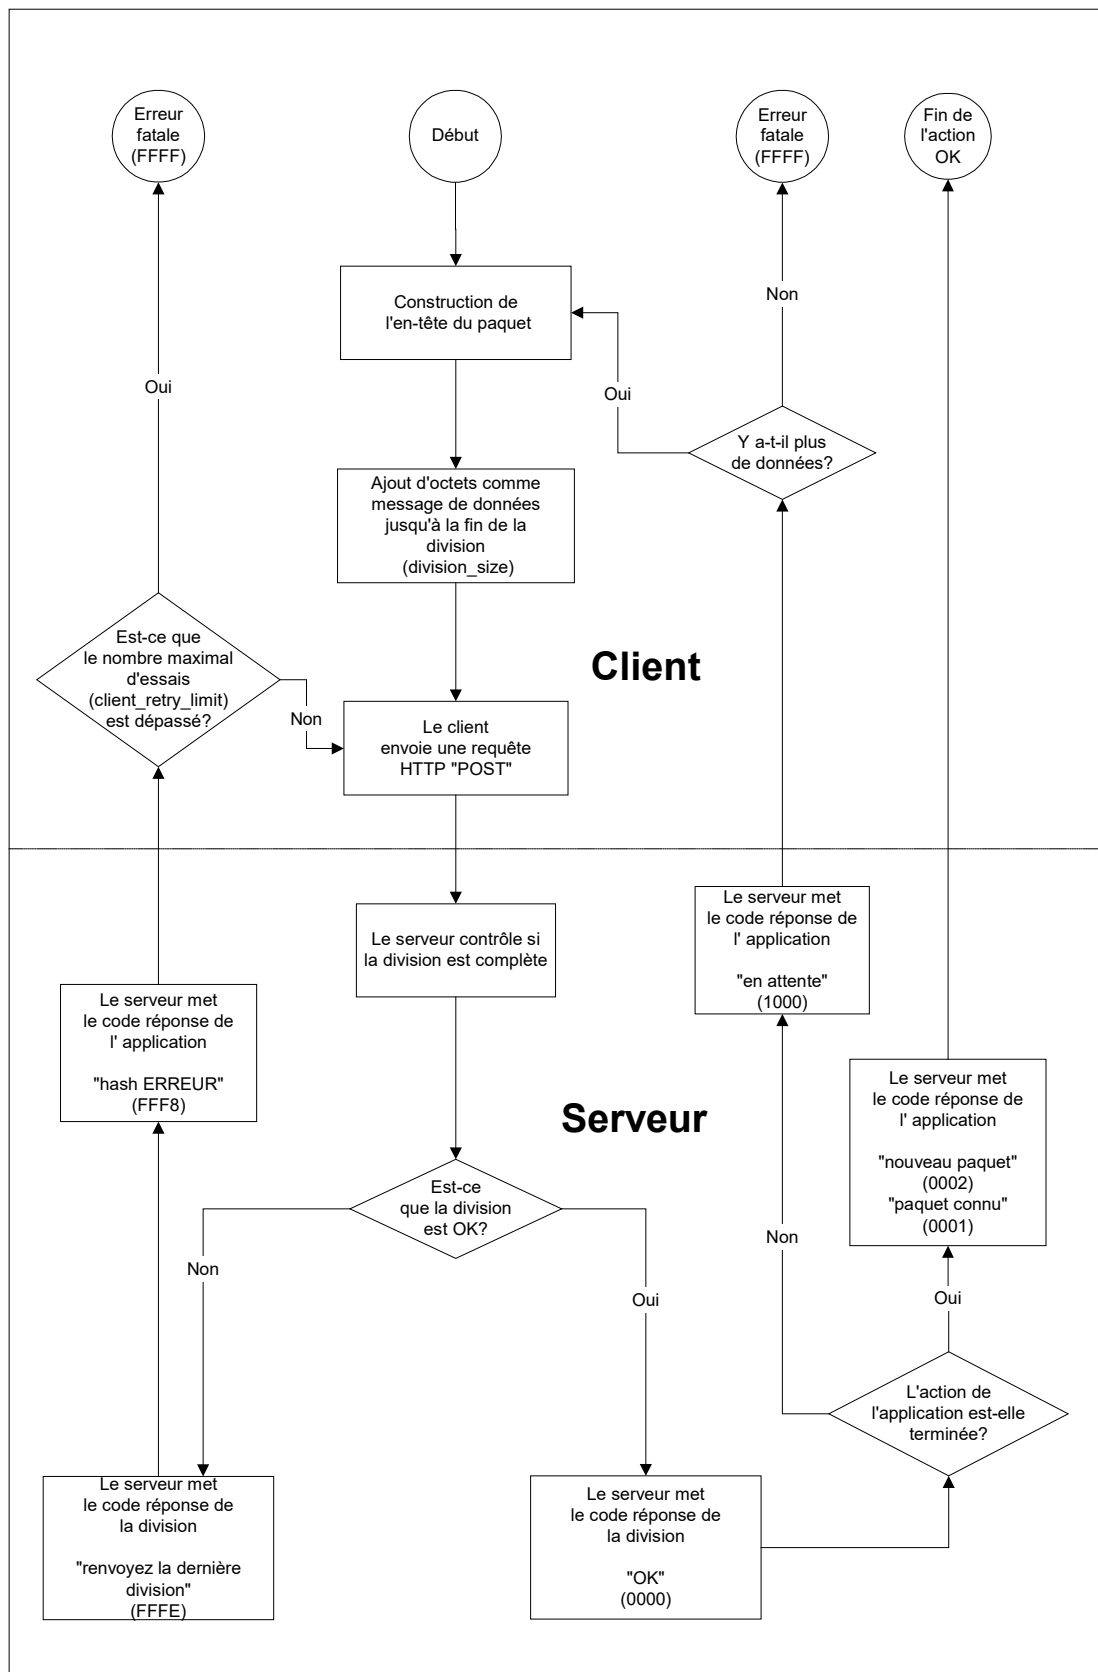 Erreur
fatale
(FFFF)
Début
Erreur
fatale
(FFFF)
Fin de
l'action
OK
Construction de
l'en-tête du paquet
Non
Oui
Oui
Y a-t-il plus
de données?
Ajout d'octets comme
message de données
jusqu'à la fin de la
division
(division_size)
Est-ce que
le nombre maximal
d'essais
(client_retry_limit)
est dépassé?
Client
Non
Le client
envoie une requête
HTTP "POST"
Le serveur met
le code réponse de
l' application
"en attente"
(1000)
Le serveur contrôle si
la division est complète
Le serveur met
le code réponse de
l' application
"hash ERREUR"
(FFF8)
Le serveur met
le code réponse de
l' application
"nouveau paquet"
(0002)
"paquet connu"
(0001)
Serveur
Est-ce
que la division
est OK?
Non
Non
Oui
Oui
L'action de
l'application est-elle
terminée?
Le serveur met
le code réponse de
la division
"renvoyez la dernière
division"
(FFFE)
Le serveur met
le code réponse de
la division
"OK"
(0000)